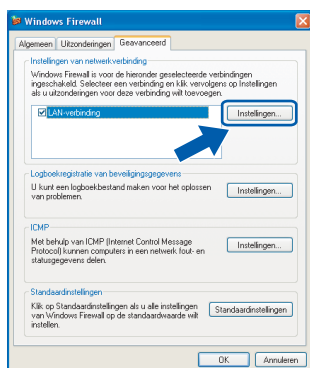 Windows Firewall
Algemeen Uitzonderingen Geavanceerd
Instellingen van netwerkverbinding
Windows Firewall is voor de hieronder geselecteerde verbindingen
ingeschakeld. Selecteer een verbinding en klik vervolgens op Instellingen
als u uitzonderingen voor deze verbinding wilt toevoegen.
LAN-verbinding
Instellingen...
Logboekregistratie van beveiligingsgegevens
U kunt een logboekbestand maken voor het oplossen
van problemen.
Instellingen...
ICMP
Met behulp van ICMP (Internet Control Message
Protocol) kunnen computers in een netwerk fout- en
statusgegevens delen.
Instellingen...
Standaardinstellingen
Klik op Standaardinstellingen als u alle instellingen
van Windows Firewall op de standaardwaarde wilt
instellen.
Standaardinstellingen
OK Annuleren